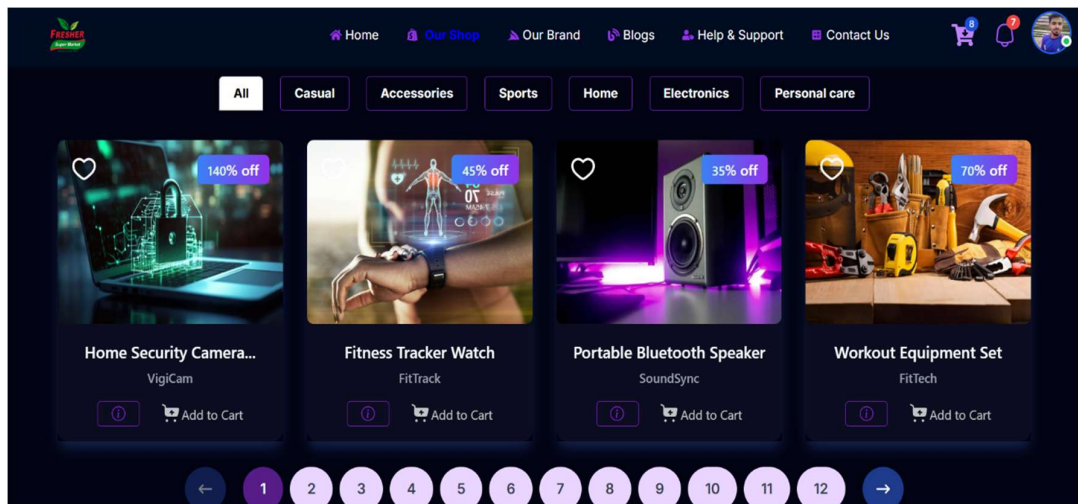 FRESHER
Super Market
Home
Our Shop
Our Brand
Blogs
Help & Support
Contact Us
8
7
All
Casual
Accessories
Sports
Home
Electronics
Personal care
140% off
45% off
35% off
70% off
Home Security Camera...
Fitness Tracker Watch
Portable Bluetooth Speaker
Workout Equipment Set
VigiCam
FitTrack
SoundSync
FitTech
Add to Cart
Add to Cart
Add to Cart
Add to Cart
← 1 2 3 4 5 6 7 8 9 10 11 12 →